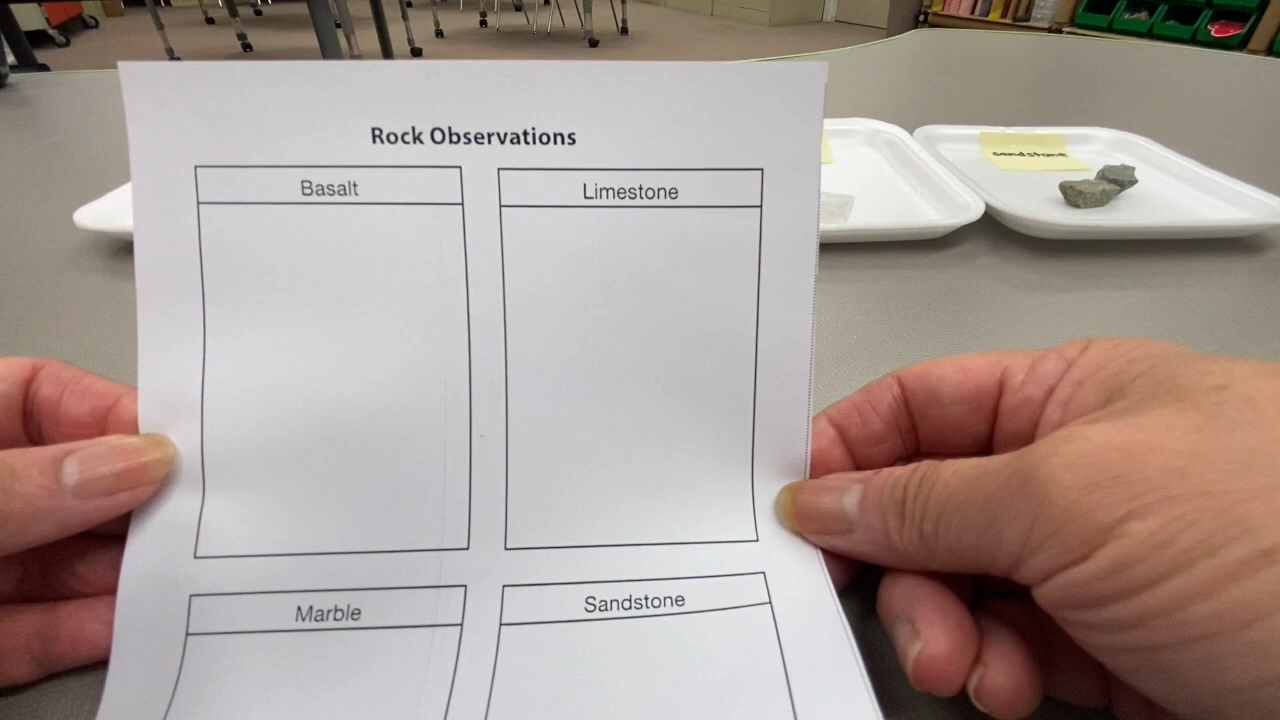 Rock Observations
Basalt
Limestone
Marble
Sandstone
sandstone